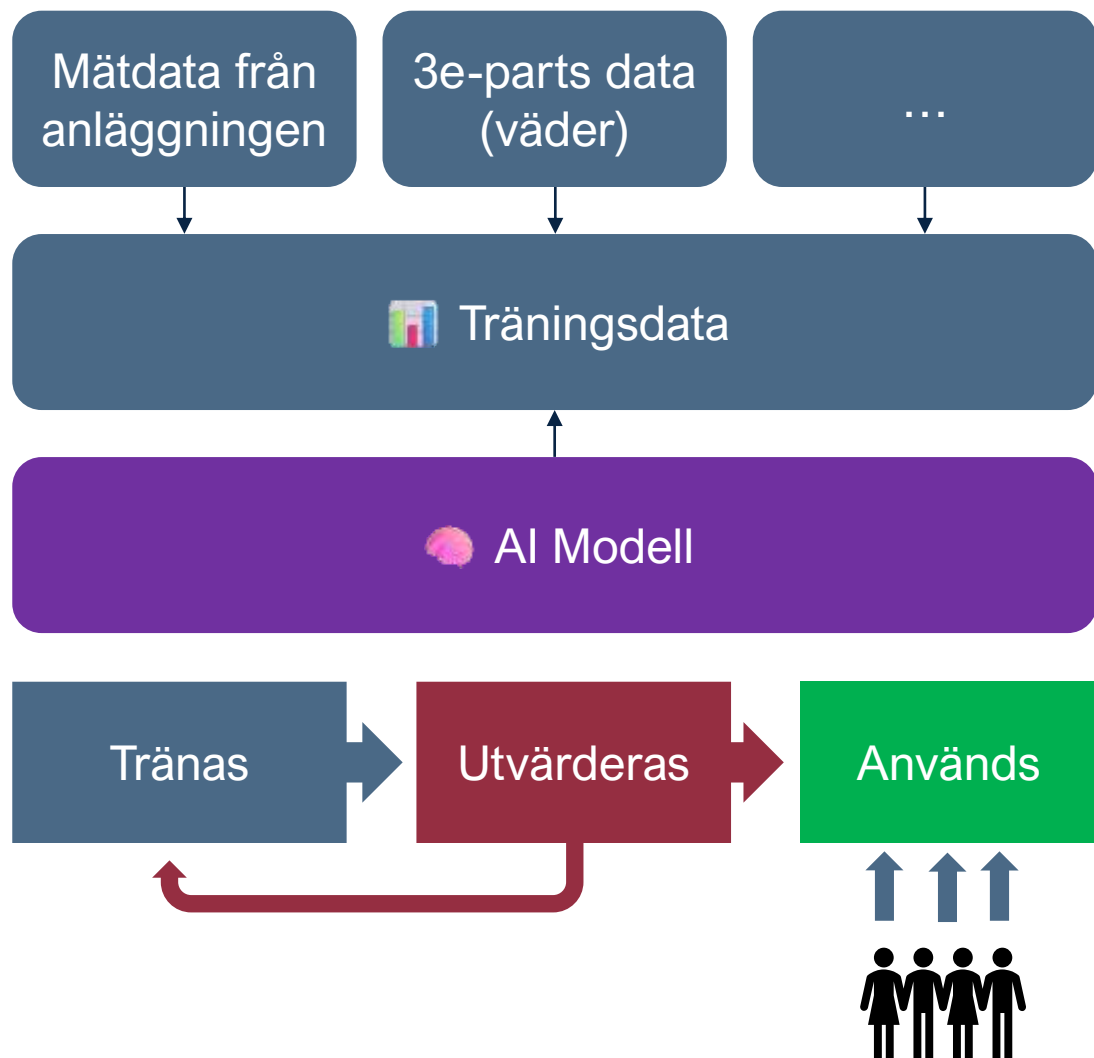 Mätdata från
anläggningen
3e-parts data
(väder)
...
Träningsdata
AI Modell
Tränas
Utvärderas
Används